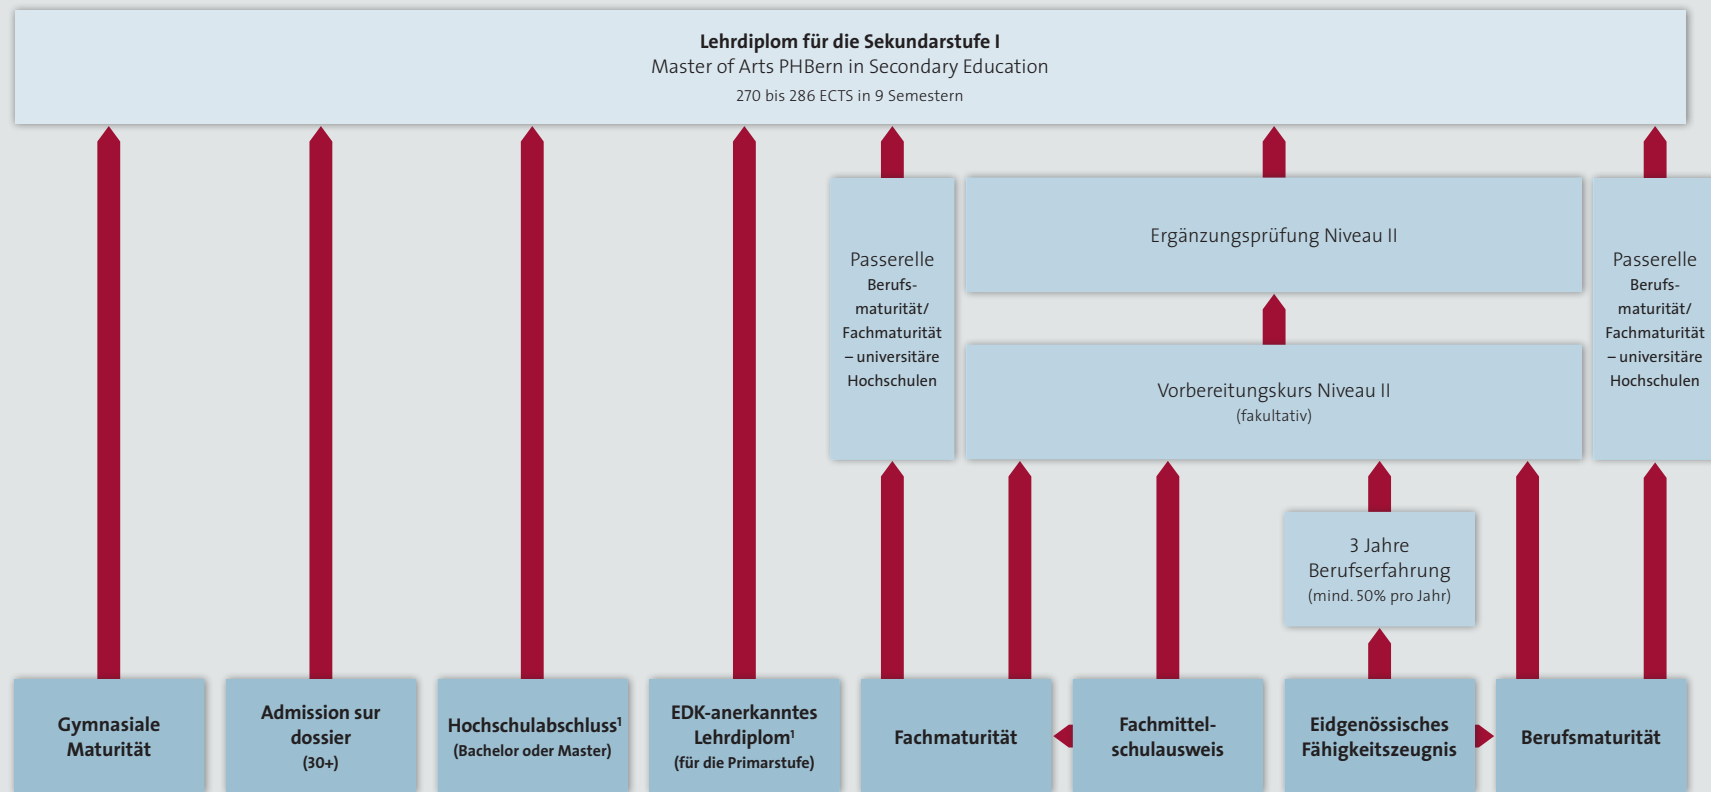 Lehrdiplom für die Sekundarstufe I
Master of Arts PHBern in Secondary Education
270 bis 286 ECTS in 9 Semestern
Passerelle
Berufs-
maturität/
Fachmaturität
– universitäre
Hochschulen
Ergänzungsprüfung Niveau II
Vorbereitungskurs Niveau II
(fakultativ)
Passerelle
Berufs-
maturität/
Fachmaturität
– universitäre
Hochschulen
3 Jahre
Berufserfahrung
(mind. 50% pro Jahr)
Gymnasiale
Maturität
Admission sur
dossier
(30+)
Hochschulabschluss¹
(Bachelor oder Master)
EDK-anerkanntes
Lehrdiplom¹
(für die Primarstufe)
Fachmaturität
Fachmittel-
schulausweis
Eidgenössisches
Fähigkeitszeugnis
Berufsmaturität